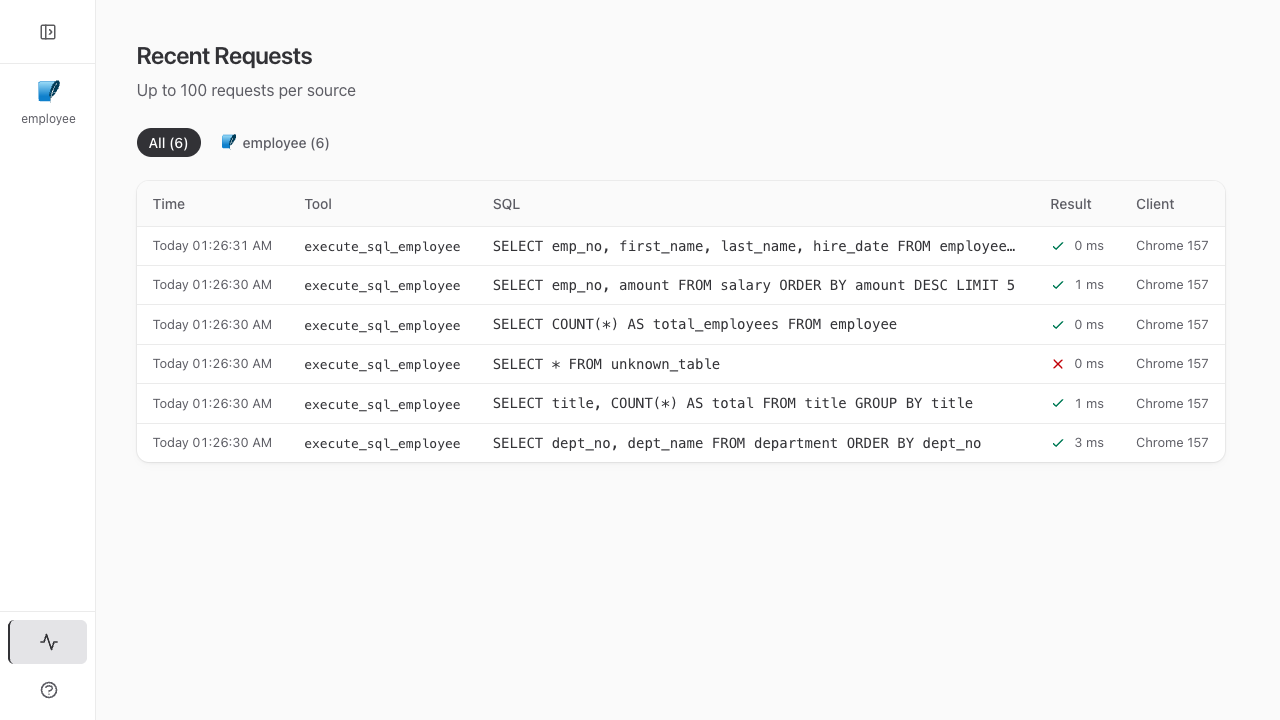 employee
Recent Requests
Up to 100 requests per source
All (6) employee (6)
Time Tool SQL Result Client
Today 01:26:31 AM execute_sql_employee SELECT emp_no, first_name, last_name, hire_date FROM employee… 0 ms Chrome 157
Today 01:26:30 AM execute_sql_employee SELECT emp_no, amount FROM salary ORDER BY amount DESC LIMIT 5 1 ms Chrome 157
Today 01:26:30 AM execute_sql_employee SELECT COUNT(*) AS total_employees FROM employee 0 ms Chrome 157
Today 01:26:30 AM execute_sql_employee SELECT * FROM unknown_table 0 ms Chrome 157
Today 01:26:30 AM execute_sql_employee SELECT title, COUNT(*) AS total FROM title GROUP BY title 1 ms Chrome 157
Today 01:26:30 AM execute_sql_employee SELECT dept_no, dept_name FROM department ORDER BY dept_no 3 ms Chrome 157